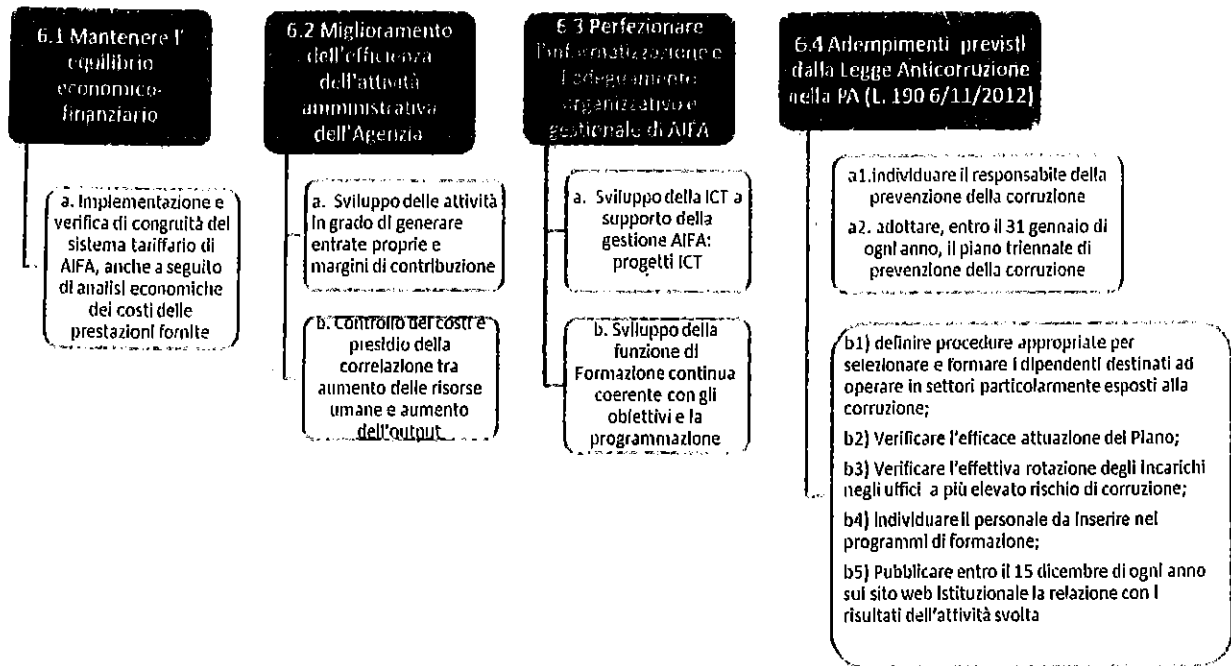 6.1 Mantenere l'
equilibrio
economico-
finanziario
a. Implementazione e
verifica di congruità del
sistema tariffario di
AIFA, anche a seguito
di analisi economiche
dei costi delle
prestazioni fornite
6.2 Miglioramento
dell'efficienza
dell'attività
amministrativa
dell'Agenzia
a. Sviluppo delle attività
in grado di generare
entrate proprie e
margini di contribuzione
b. Controllo dei costi e
presidio della
correlazione tra
aumento delle risorse
umane e aumento
dell'output
6.3 Perfezionare
l'informatizzazione e
l'adeguamento
organizzativo e
gestionale di AIFA
a. Sviluppo della ICT a
supporto della
gestione AIFA:
progetti ICT
b. Sviluppo della
funzione di
Formazione continua
coerente con gli
obiettivi e la
programmazione
6.4 Adempimenti previsti
dalla Legge Anticorruzione
nella PA (L. 190 6/11/2012)
a1.individuare il responsabile della
prevenzione della corruzione
a2. adottare, entro il 31 gennaio di
ogni anno, il piano triennale di
prevenzione della corruzione
b1) definire procedure appropriate per
selezionare e formare i dipendenti destinati ad
operare in settori particolarmente esposti alla
corruzione;
b2) Verificare l'efficace attuazione del Piano;
b3) Verificare l'effettiva rotazione degli incarichi
negli uffici a più elevato rischio di corruzione;
b4) Individuare il personale da inserire nei
programmi di formazione;
b5) Pubblicare entro il 15 dicembre di ogni anno
sul sito web istituzionale la relazione con i
risultati dell'attività svolta